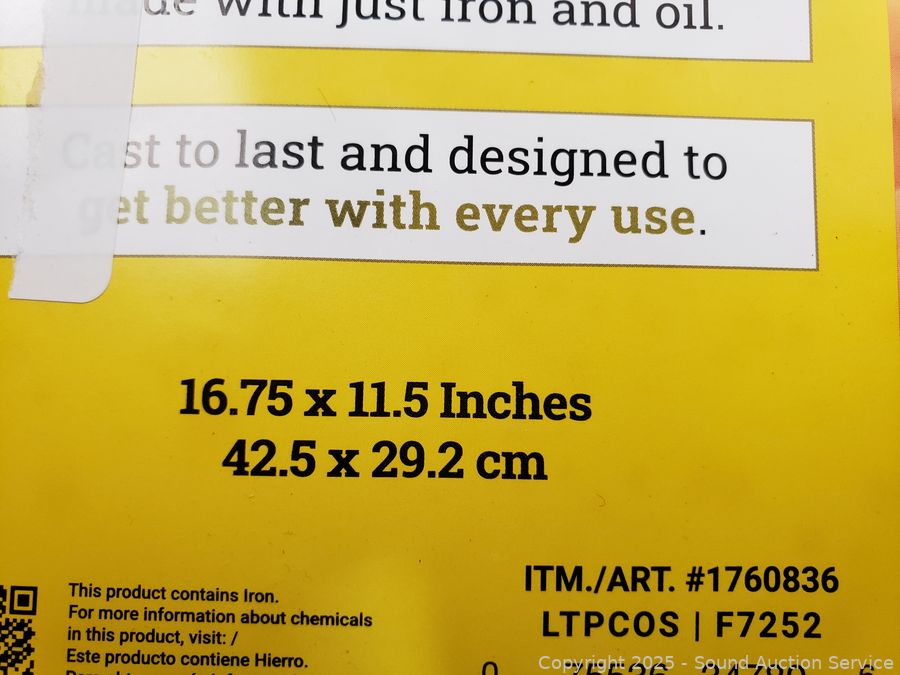 made with just iron and oil.
Cast to last and designed to
get better with every use.
16.75 x 11.5 Inches
42.5 x 29.2 cm
ITM./ART. #1760836
LTPCOS | F7252
This product contains Iron.
For more information about chemicals
in this product, visit: /
Este producto contiene Hierro.
Copyright 2025 - Sound Auction Service